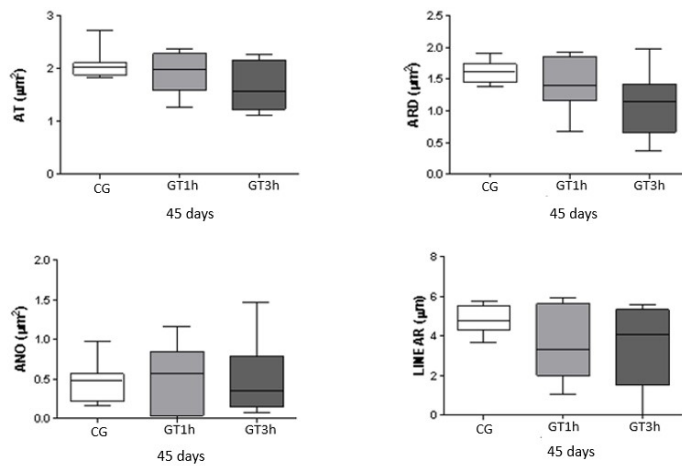 AT (µm²)
3
2
1
0
CG
GT1h
GT3h
45 days
ARD (µm²)
2.5
2.0
1.5
1.0
0.5
0.0
CG
GT1h
GT3h
45 days
ANO (µm²)
2.0
1.5
1.0
0.5
0.0
CG
GT1h
GT3h
45 days
LINEAR (µm)
8
6
4
2
0
CG
GT1h
GT3h
45 days